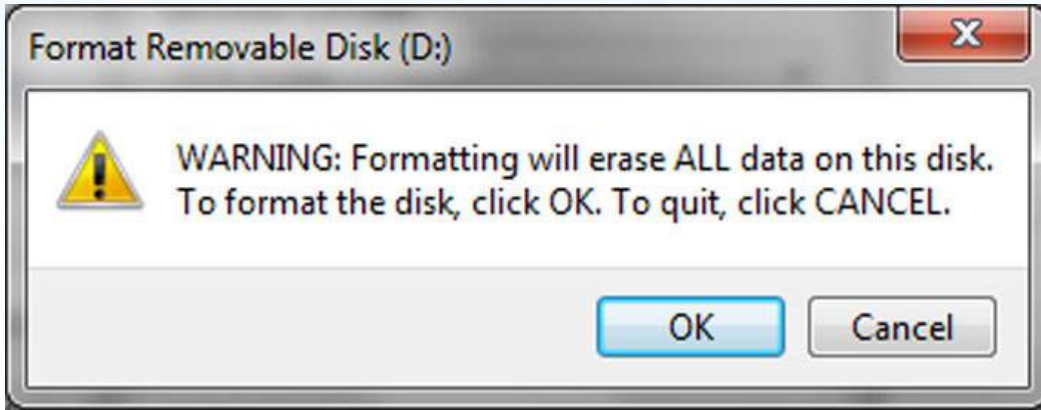 Format Removable Disk (D:)
WARNING: Formatting will erase ALL data on this disk.
To format the disk, click OK. To quit, click CANCEL.
OK Cancel